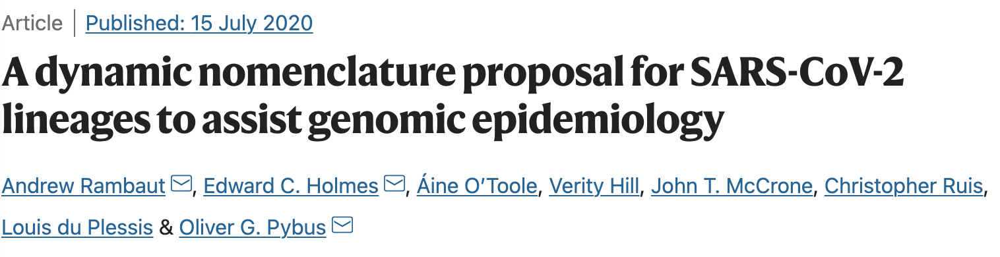 Article | Published: 15 July 2020
A dynamic nomenclature proposal for SARS-CoV-2
lineages to assist genomic epidemiology
Andrew Rambaut, Edward C. Holmes, Áine O’Toole, Verity Hill, John T. McCrone, Christopher Ruis,
Louis du Plessis & Oliver G. Pybus